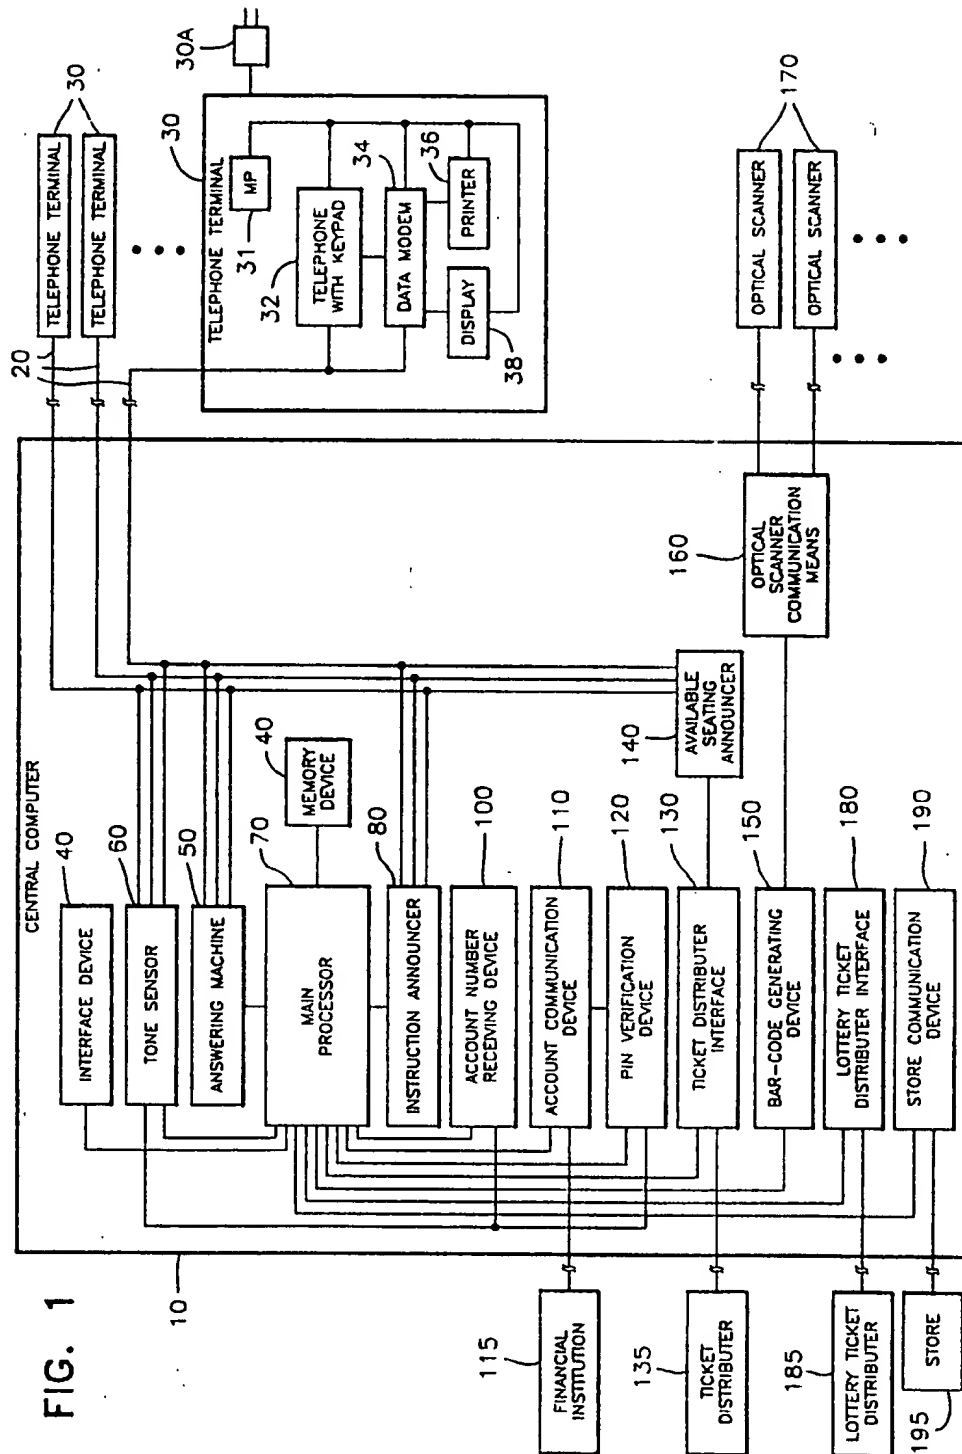 FIG. 1
10
CENTRAL COMPUTER
40
INTERFACE DEVICE
60
TONE SENSOR
50
ANSWERING MACHINE
70
MAIN
PROCESSOR
40
MEMORY
DEVICE
80
INSTRUCTION ANNOUNCER
100
ACCOUNT NUMBER
RECEIVING DEVICE
110
ACCOUNT COMMUNICATION
DEVICE
120
PIN VERIFICATION
DEVICE
130
TICKET DISTRIBUTER
INTERFACE
140
AVAILABLE
SEATING
ANNOUNCER
150
BAR-CODE GENERATING
DEVICE
160
OPTICAL
SCANNER
COMMUNICATION
MEANS
180
LOTTERY TICKET
DISTRIBUTER INTERFACE
190
STORE COMMUNICATION
DEVICE
115
FINANCIAL
INSTITUTION
135
TICKET
DISTRIBUTER
185
LOTTERY TICKET
DISTRIBUTER
195
STORE
20
30
TELEPHONE TERMINAL
TELEPHONE TERMINAL
30
30A
TELEPHONE TERMINAL
MP
31
32
TELEPHONE
WITH KEYPAD
34
DATA MODEM
36
PRINTER
DISPLAY
38
170
OPTICAL SCANNER
OPTICAL SCANNER